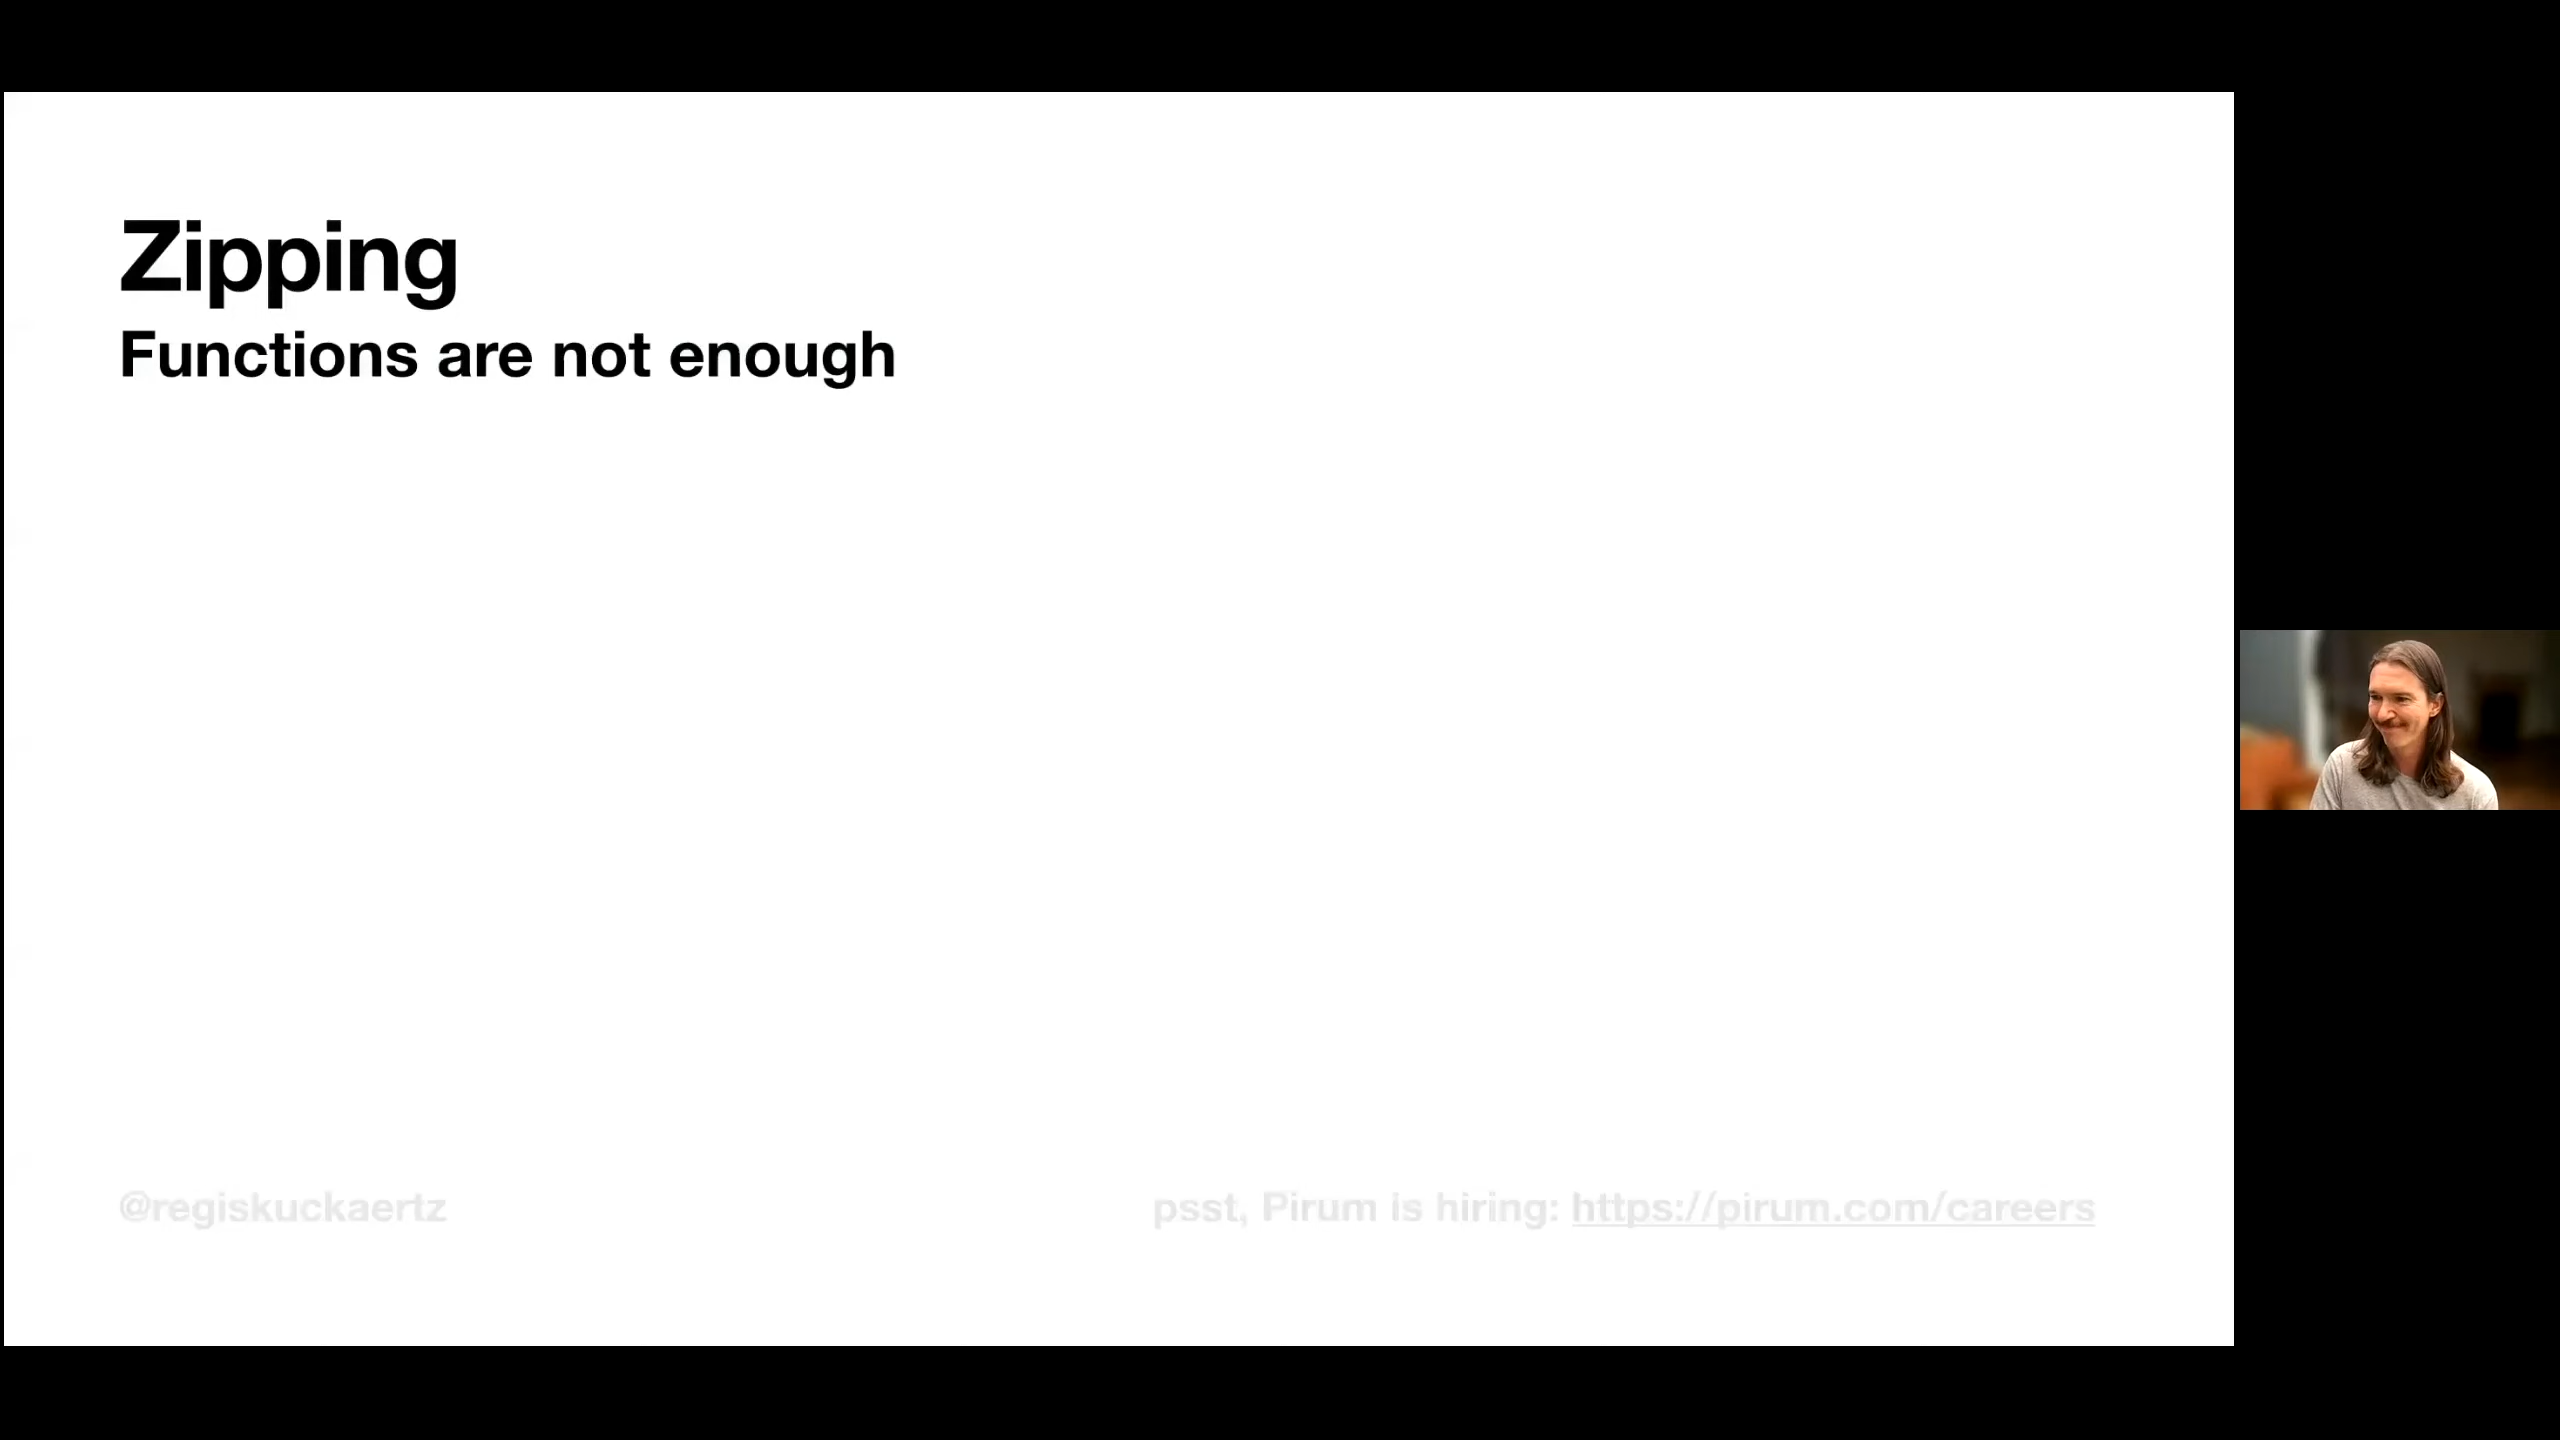 Zipping
Functions are not enough
@regiskuckaertz
psst, Pirum is hiring: https://pirum.com/careers